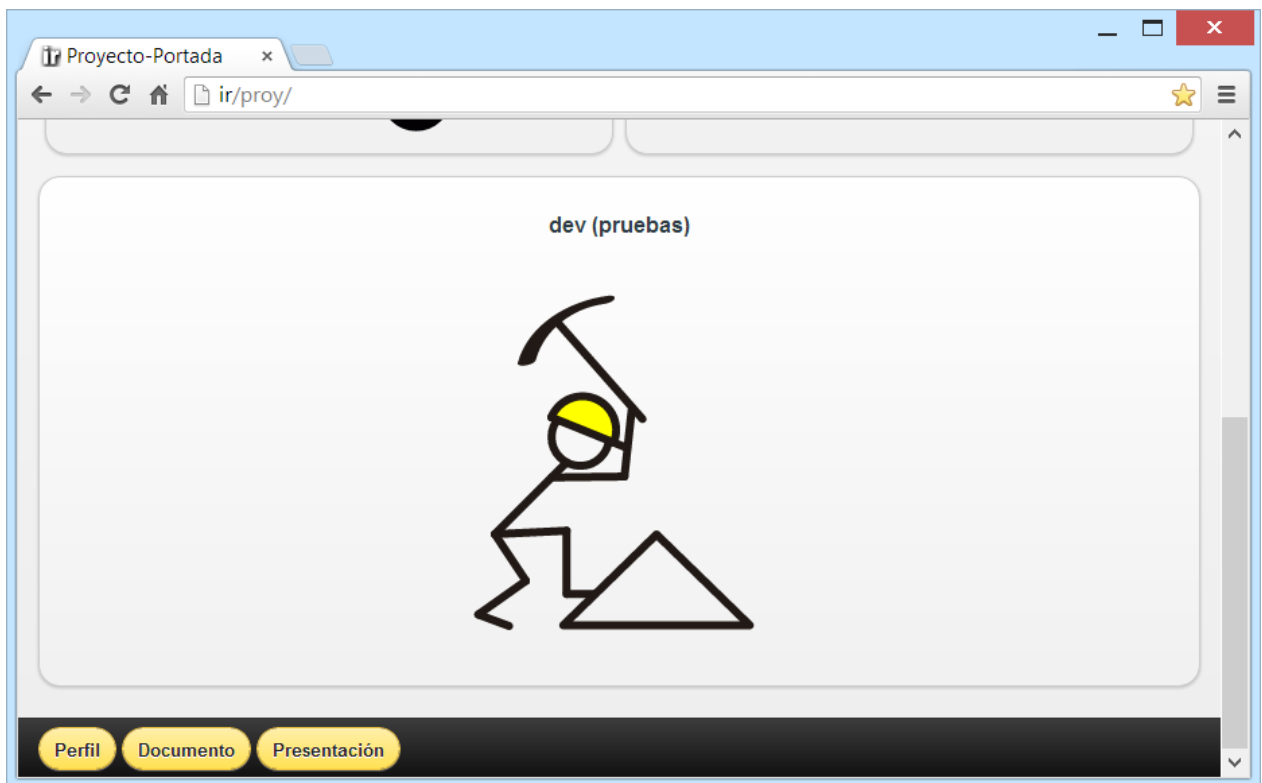 Proyecto-Portada
ir/proy/
dev (pruebas)
Perfil Documento Presentación